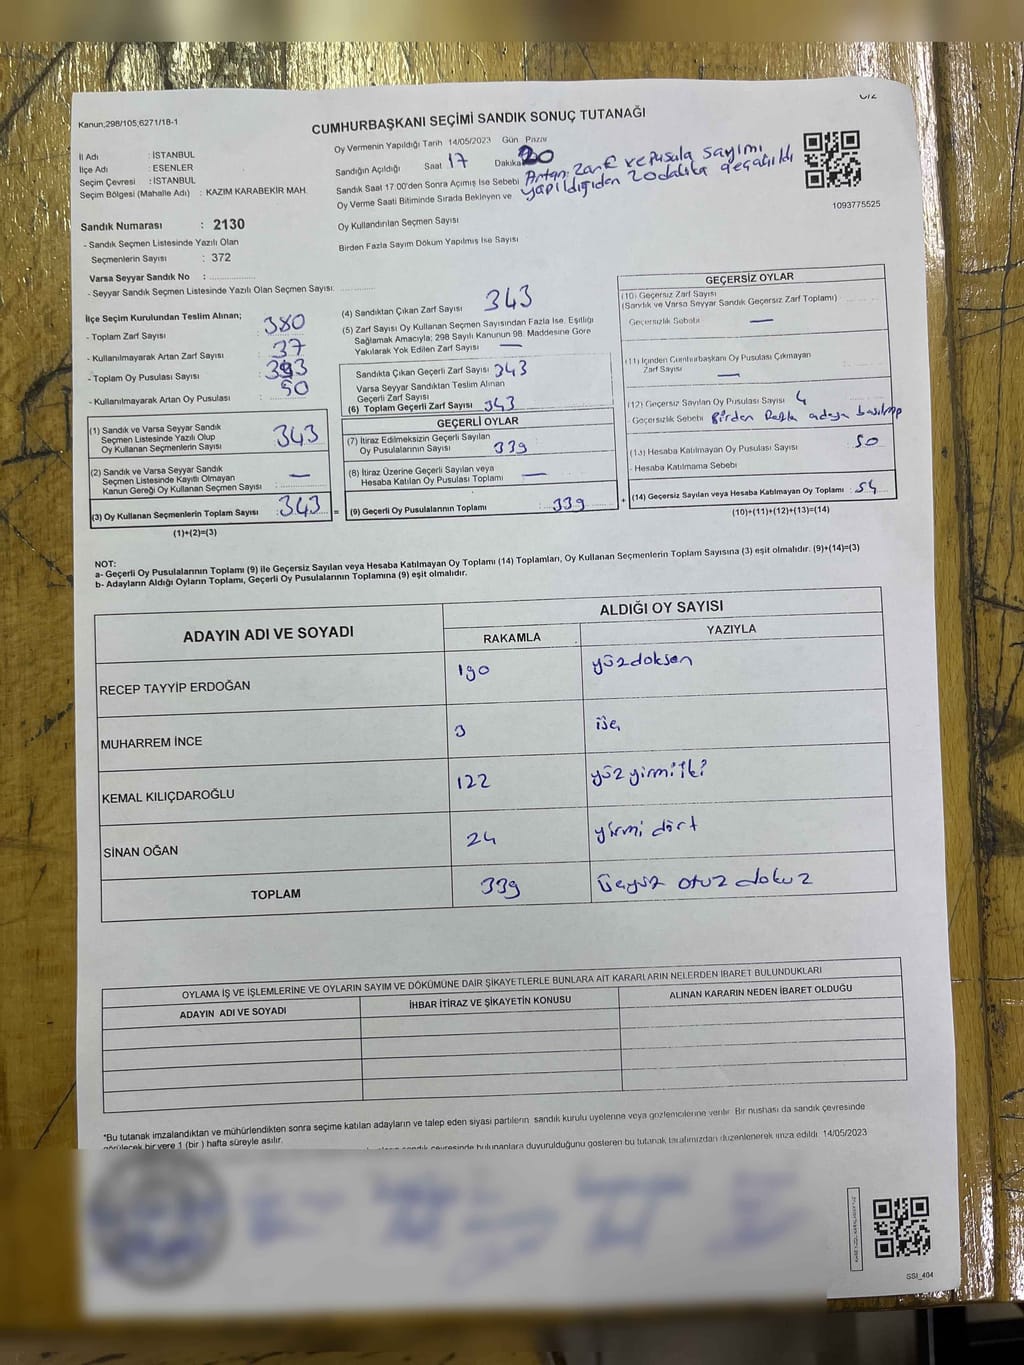 Kanun,298/105,6271/18-1
CUMHURBAŞKANI SEÇİMİ SANDIK SONUÇ TUTANAĞI
İl Adı : İSTANBUL
İlçe Adı : ESENLER
Seçim Çevresi : İSTANBUL
Seçim Bölgesi (Mahalle Adı) : KAZIM KARABEKİR MAH.
Sandık Numarası : 2130
- Sandık Seçmen Listesinde Yazılı Olan
Seçmenlerin Sayısı : 372
Varsa Seyyar Sandık No :
- Seyyar Sandık Seçmen Listesinde Yazılı Olan Seçmen Sayısı:
Oy Vermenin Yapıldığı Tarih 14/05/2023 Gün Pazar
Sandığın Açıldığı Saat 17 Dakika 20
Sandık Saat 17:00'den Sonra Açımış İse Sebebi Artan zarf ve pusula sayımı
Oy Verme Saati Bitiminde Sırada Bekleyen ve yapıldığıden 20 dakika geç açıldı
Oy Kullandırılan Seçmen Sayısı
Birden Fazla Sayım Döküm Yapılmış İse Sayısı
1093775525
İlçe Seçim Kurulundan Teslim Alınan;
- Toplam Zarf Sayısı : 380
- Kullanılmayarak Artan Zarf Sayısı : 37
- Toplam Oy Pusulası Sayısı : 393
- Kullanılmayarak Artan Oy Pusulası : 50
(1) Sandık ve Varsa Seyyar Sandık
Seçmen Listesinde Yazılı Olup
Oy Kullanan Seçmenlerin Sayısı : 343
(2) Sandık ve Varsa Seyyar Sandık
Seçmen Listesinde Kayıtlı Olmayan
Kanun Gereği Oy Kullanan Seçmen Sayısı : —
(3) Oy Kullanan Seçmenlerin Toplam Sayısı : 343 =
(1)+(2)=(3)
(4) Sandıktan Çıkan Zarf Sayısı 343
(5) Zarf Sayısı Oy Kullanan Seçmen Sayısından Fazla İse, Eşitliği
Sağlamak Amacıyla; 298 Sayılı Kanunun 98. Maddesine Göre
Yakılarak Yok Edilen Zarf Sayısı : —
Sandıkta Çıkan Geçerli Zarf Sayısı : 343
Varsa Seyyar Sandıktan Teslim Alınan
Geçerli Zarf Sayısı
(6) Toplam Geçerli Zarf Sayısı 343
GEÇERLİ OYLAR
(7) İtiraz Edilmeksizin Geçerli Sayılan
Oy Pusulalarının Sayısı : 339
(8) İtiraz Üzerine Geçerli Sayılan veya
Hesaba Katılan Oy Pusulası Toplamı : —
(9) Geçerli Oy Pusulalarının Toplamı : 339 +
GEÇERSİZ OYLAR
(10) Geçersiz Zarf Sayısı
(Sandık ve Varsa Seyyar Sandık Geçersiz Zarf Toplamı)
Geçersizlik Sebebi : —
(11) İçinden Cumhurbaşkanı Oy Pusulası Çıkmayan
Zarf Sayısı : —
(12) Geçersiz Sayılan Oy Pusulası Sayısı : 4
Geçersizlik Sebebi : Birden Fazla adaya basılmış
(13) Hesaba Katılmayan Oy Pusulası Sayısı : 50
- Hesaba Katılmama Sebebi
(14) Geçersiz Sayılan veya Hesaba Katılmayan Oy Toplamı : 54
(10)+(11)+(12)+(13)=(14)
NOT:
a- Geçerli Oy Pusulalarının Toplamı (9) ile Geçersiz Sayılan veya Hesaba Katılmayan Oy Toplamı (14) Toplamları, Oy Kullanan Seçmenlerin Toplam Sayısına (3) eşit olmalıdır. (9)+(14)=(3)
b- Adayların Aldığı Oyların Toplamı, Geçerli Oy Pusulalarının Toplamına (9) eşit olmalıdır.
ADAYIN ADI VE SOYADI
ALDIĞI OY SAYISI
RAKAMLA YAZIYLA
RECEP TAYYİP ERDOĞAN 190 yüzdoksan
MUHARREM İNCE 3 üç
KEMAL KILIÇDAROĞLU 122 yüz yirmi iki
SİNAN OĞAN 24 yirmi dört
TOPLAM 339 üçyüz otuz dokuz
OYLAMA İŞ VE İŞLEMLERİNE VE OYLARIN SAYIM VE DÖKÜMÜNE DAİR ŞİKAYETLERLE BUNLARA AİT KARARLARIN NELERDEN İBARET BULUNDUKLARI
ADAYIN ADI VE SOYADI İHBAR İTİRAZ VE ŞİKAYETİN KONUSU ALINAN KARARIN NEDEN İBARET OLDUĞU
*Bu tutanak imzalandıktan ve mühürlendikten sonra seçime katılan adayların ve talep eden siyasi partilerin sandık kurulu üyelerine veya gözlemcilerine verilir. Bir nushası da sandık çevresinde
görülecek bir yere 1 (bir ) hafta süreyle asılır.
sandık çevresinde bulunanlara duyurulduğunu gösteren bu tutanak tarafımızdan düzenlenerek imza edildi. 14/05/2023
SSI_404